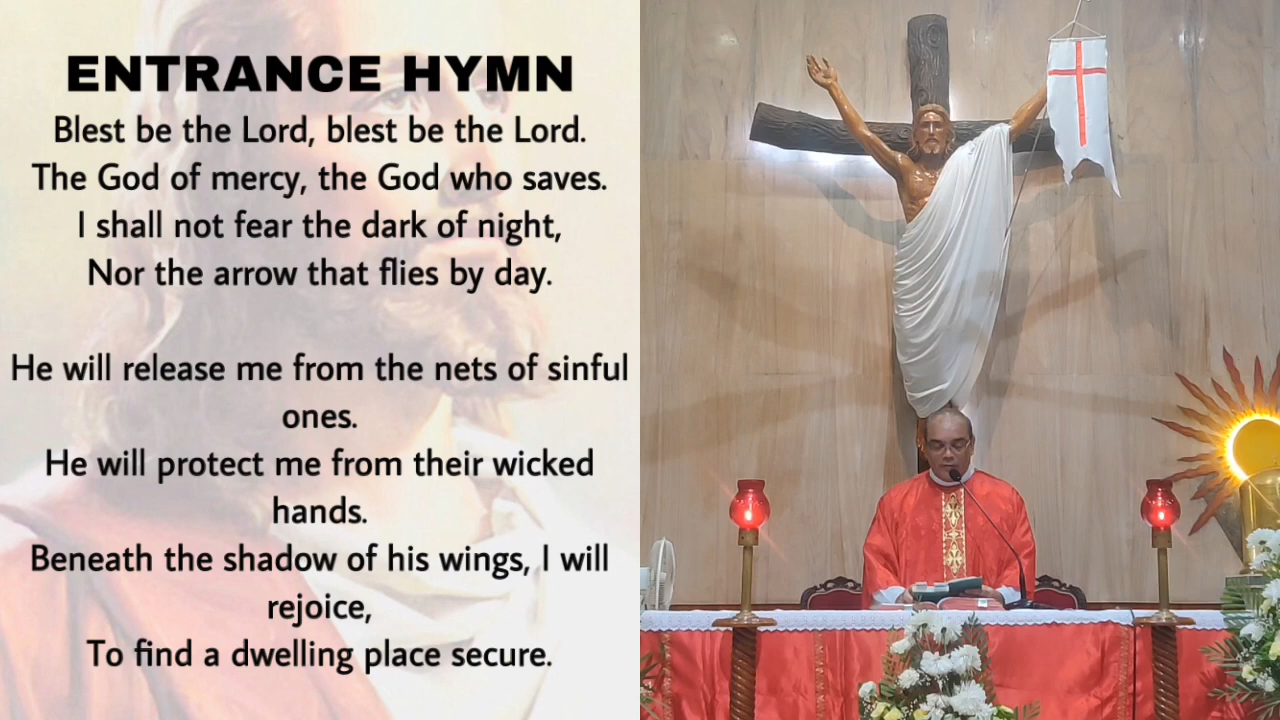 ENTRANCE HYMN
Blest be the Lord, blest be the Lord.
The God of mercy, the God who saves.
I shall not fear the dark of night,
Nor the arrow that flies by day.
He will release me from the nets of sinful
ones.
He will protect me from their wicked
hands.
Beneath the shadow of his wings, I will
rejoice,
To find a dwelling place secure.